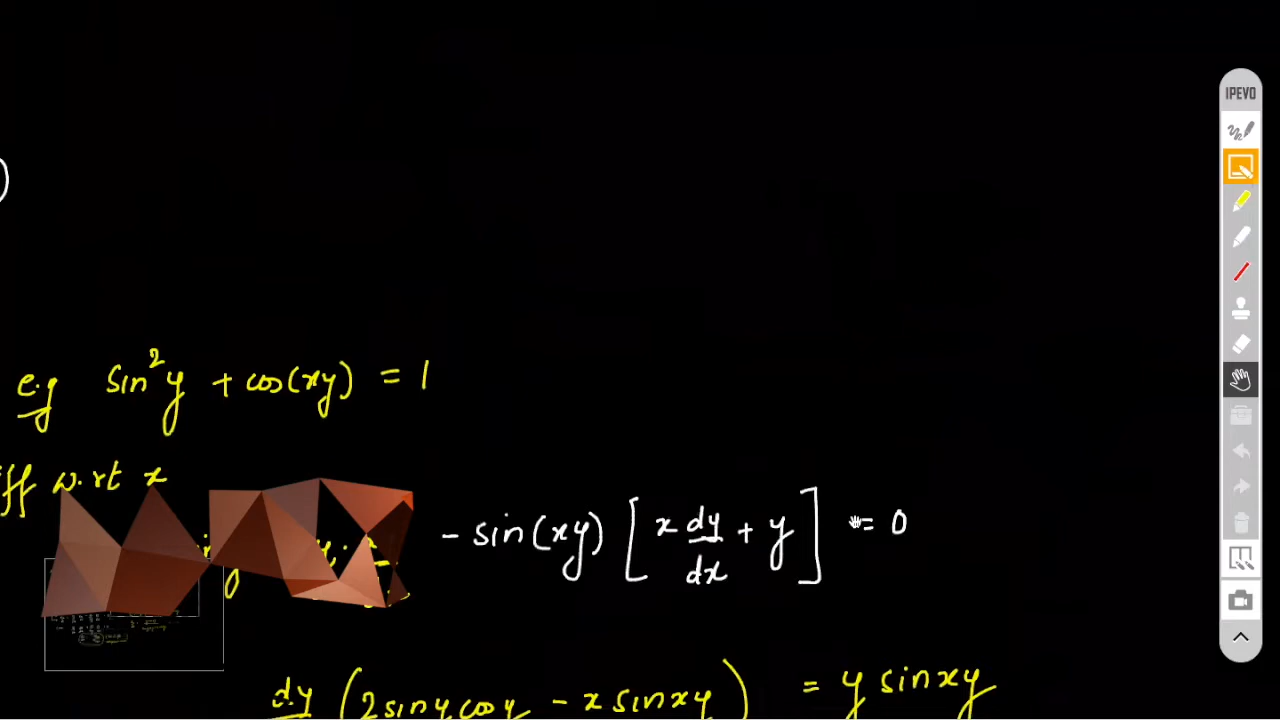 IPEVO
)
e.g sin²y + cos(xy) = 1
iff w.rt x
- sin(xy) [x dy/dx + y] = 0
dy (2 sin y cos y - x sin xy) = y sin xy